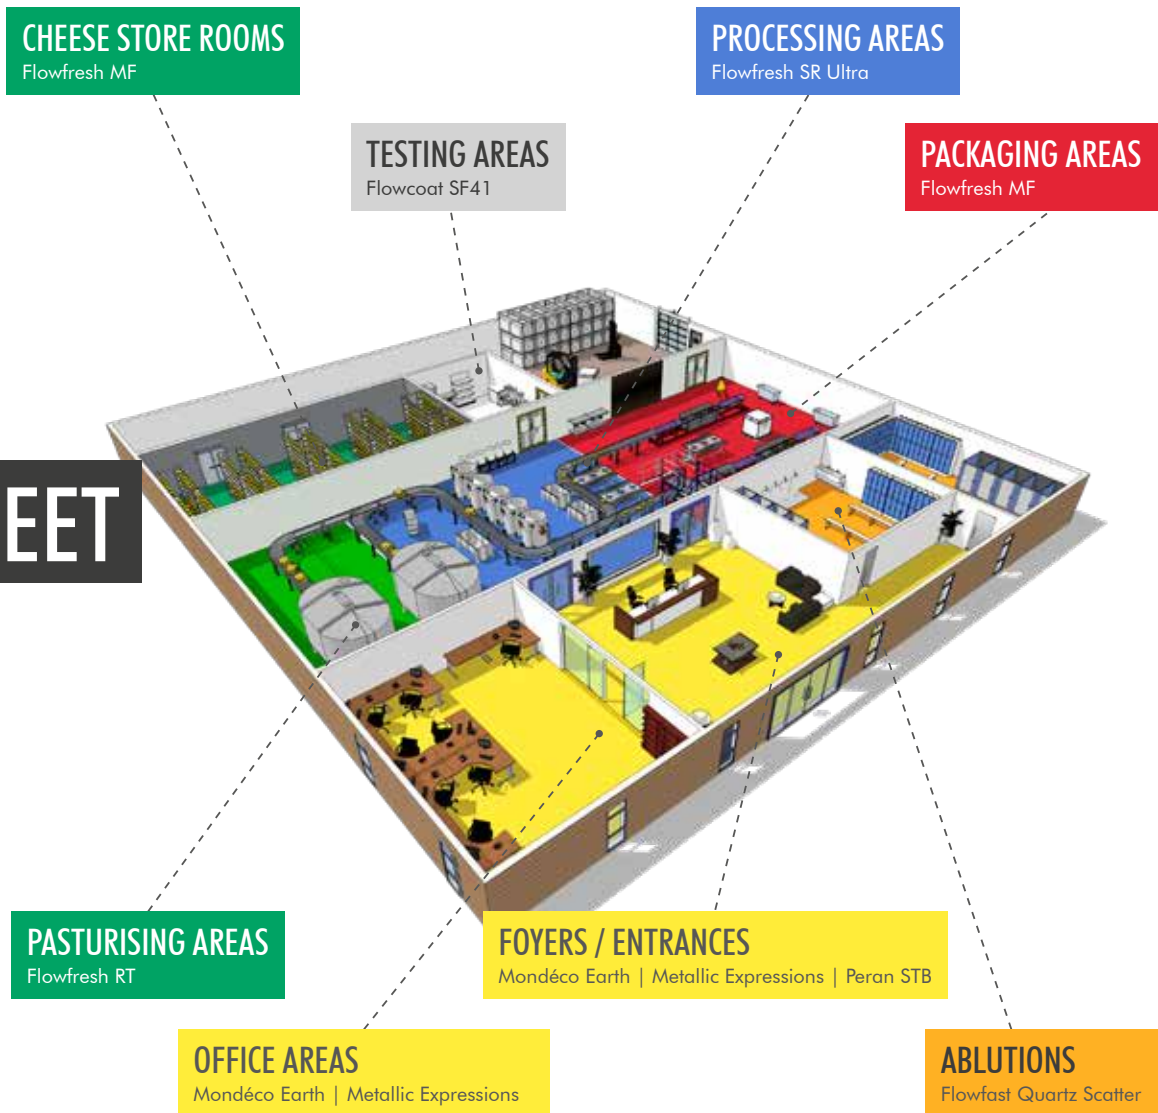 CHEESE STORE ROOMS
Flowfresh MF
PROCESSING AREAS
Flowfresh SR Ultra
TESTING AREAS
Flowcoat SF41
PACKAGING AREAS
Flowfresh MF
EET
PASTURISING AREAS
Flowfresh RT
FOYERS / ENTRANCES
Mondéco Earth | Metallic Expressions | Peran STB
OFFICE AREAS
Mondéco Earth | Metallic Expressions
ABLUTIONS
Flowfast Quartz Scatter